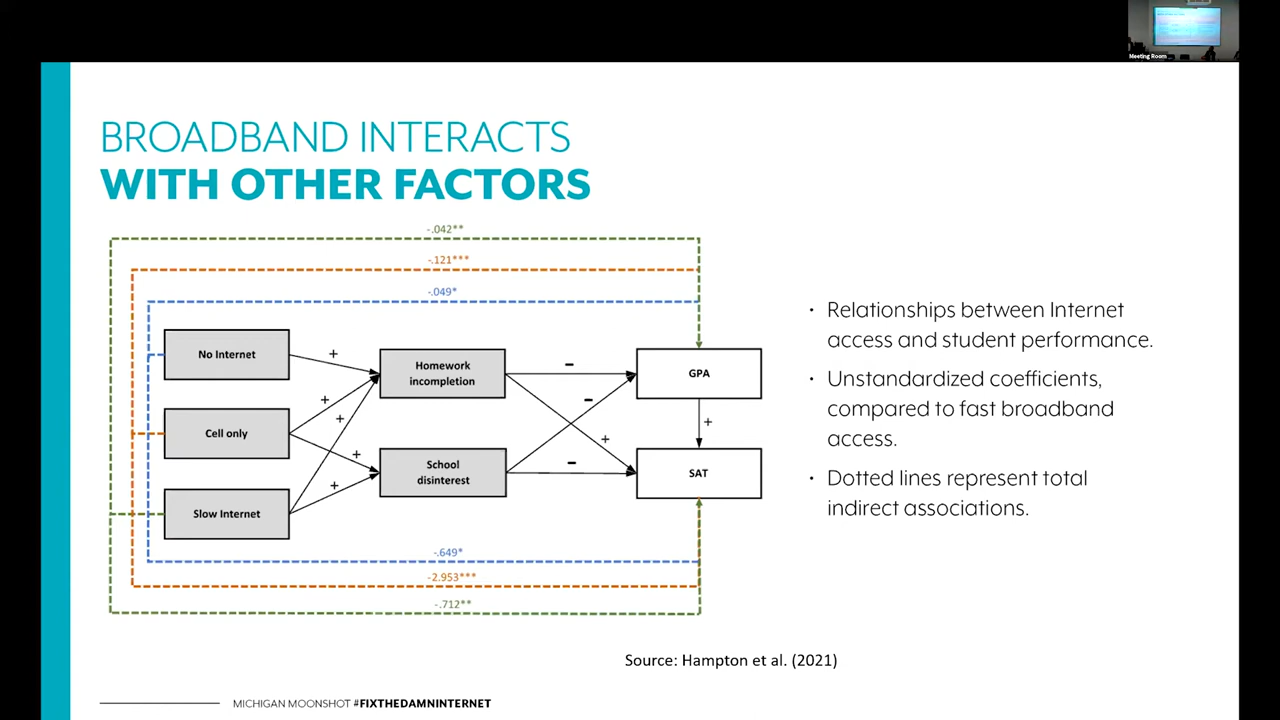 Meeting Room
BROADBAND INTERACTS
WITH OTHER FACTORS
-.042**
-.121***
-.049*
No Internet
Cell only
Slow Internet
+
+
+
+
+
Homework
incompletion
School
disinterest
–
–
+
–
GPA
+
SAT
-.649*
-2.953***
-.712**
· Relationships between Internet
access and student performance.
· Unstandardized coefficients,
compared to fast broadband
access.
· Dotted lines represent total
indirect associations.
Source: Hampton et al. (2021)
MICHIGAN MOONSHOT #FIXTHEDAMNINTERNET